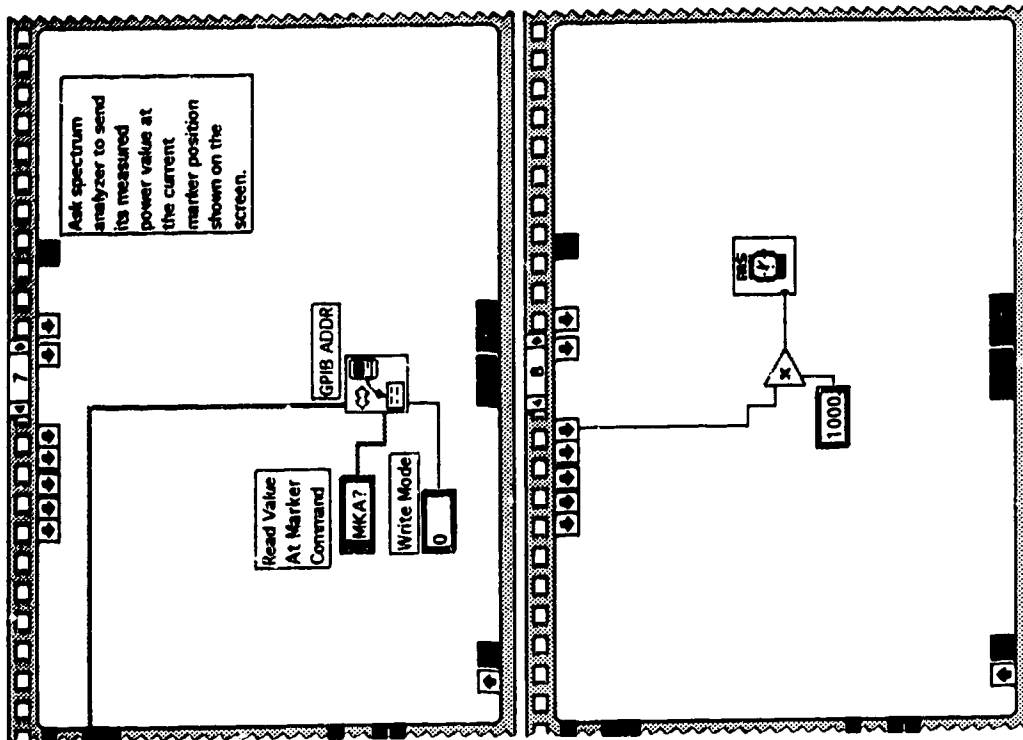 7
Ask spectrum
analyzer to send
its measured
power value at
the current
marker position
shown on the
screen.
GPIB ADDR
Read Value
At Marker
Command
MKA?
Write Mode
0
8
x
1000